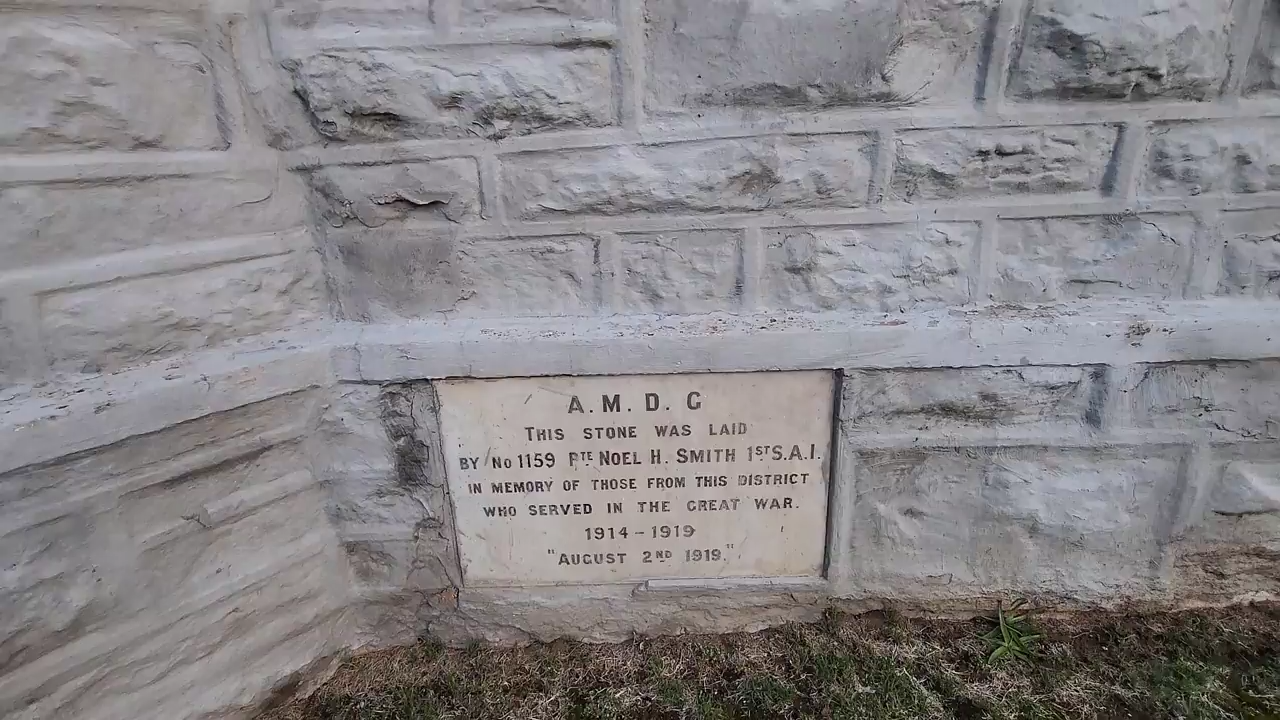 A.M.D.G
THIS STONE WAS LAID
BY No 1159 PTE NOEL H. SMITH 1ST S.A.I.
IN MEMORY OF THOSE FROM THIS DISTRICT
WHO SERVED IN THE GREAT WAR.
1914-1919
"AUGUST 2ND 1919."